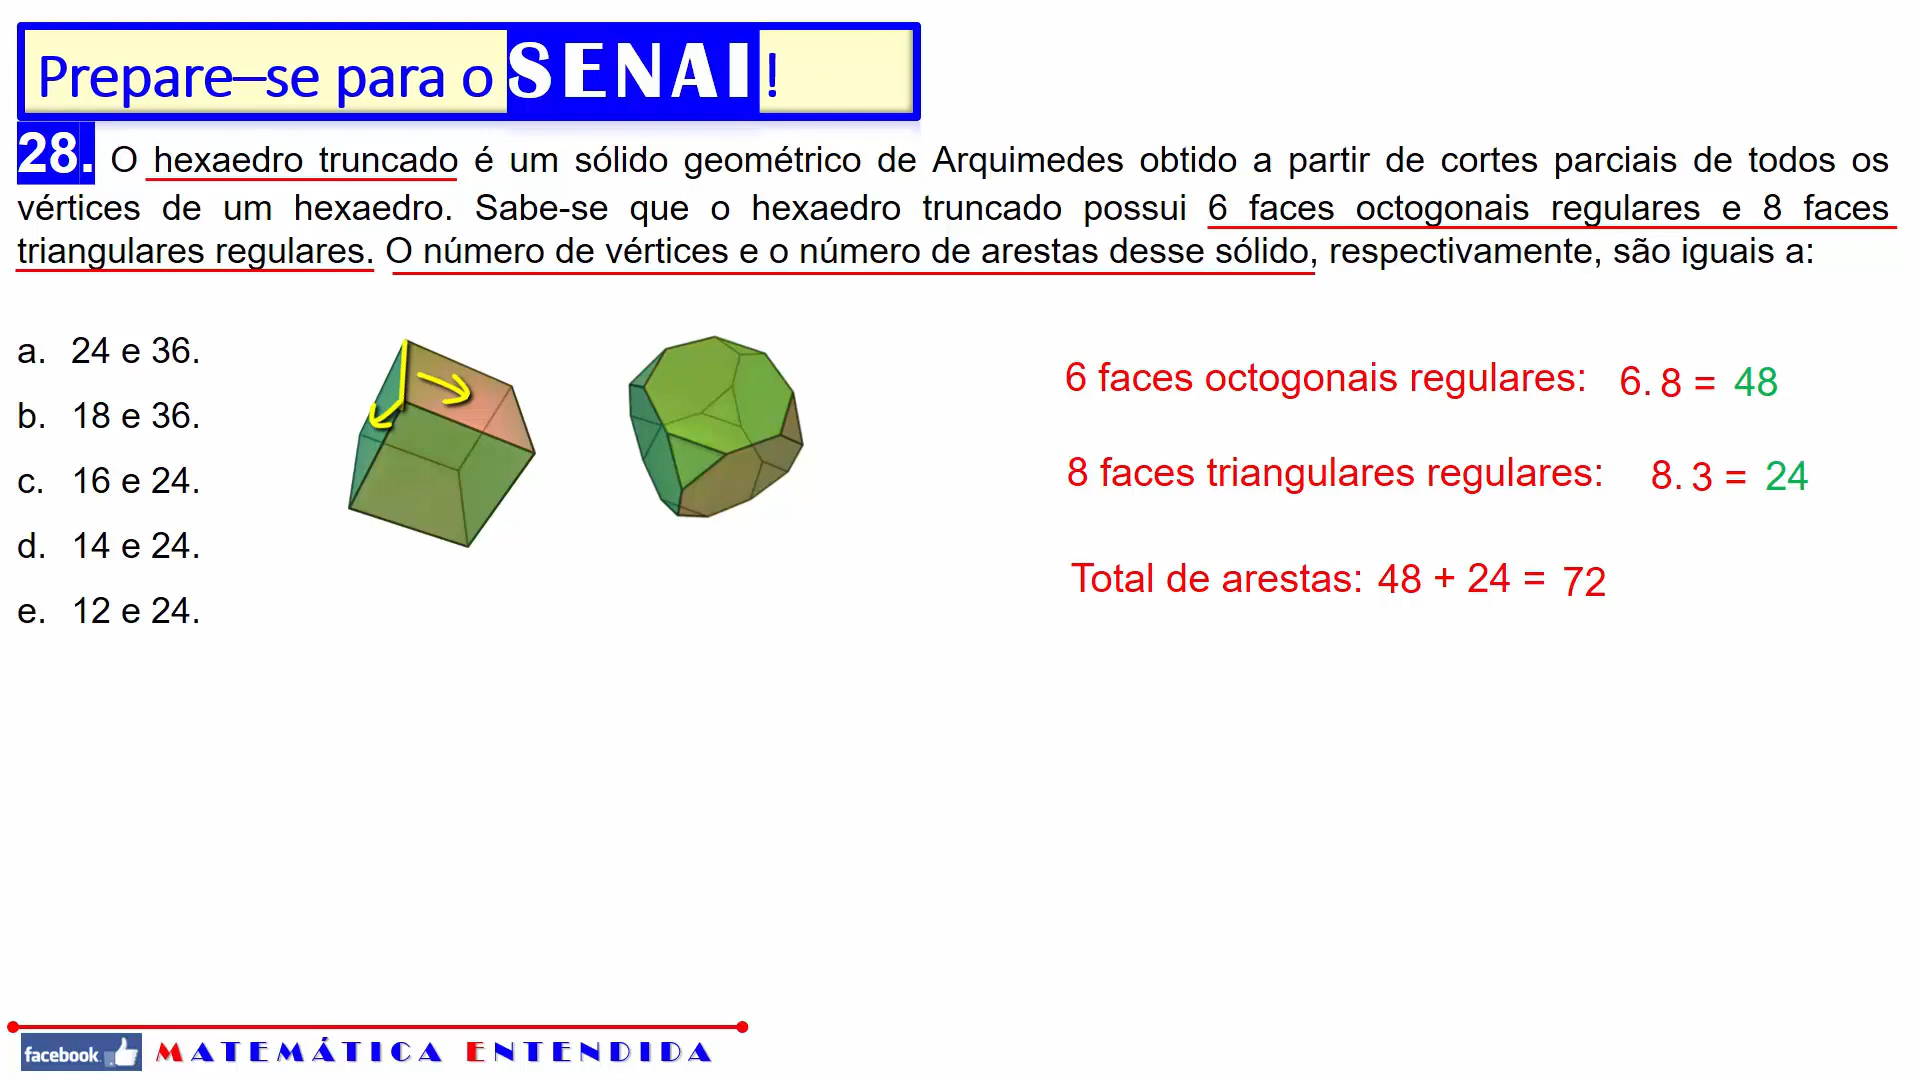 Prepare–se para o SENAI!
28. O hexaedro truncado é um sólido geométrico de Arquimedes obtido a partir de cortes parciais de todos os
vértices de um hexaedro. Sabe-se que o hexaedro truncado possui 6 faces octogonais regulares e 8 faces
triangulares regulares. O número de vértices e o número de arestas desse sólido, respectivamente, são iguais a:
a. 24 e 36.
b. 18 e 36.
c. 16 e 24.
d. 14 e 24.
e. 12 e 24.
6 faces octogonais regulares: 6. 8 = 48
8 faces triangulares regulares: 8. 3 = 24
Total de arestas: 48 + 24 = 72
facebook MATEMÁTICA ENTENDIDA